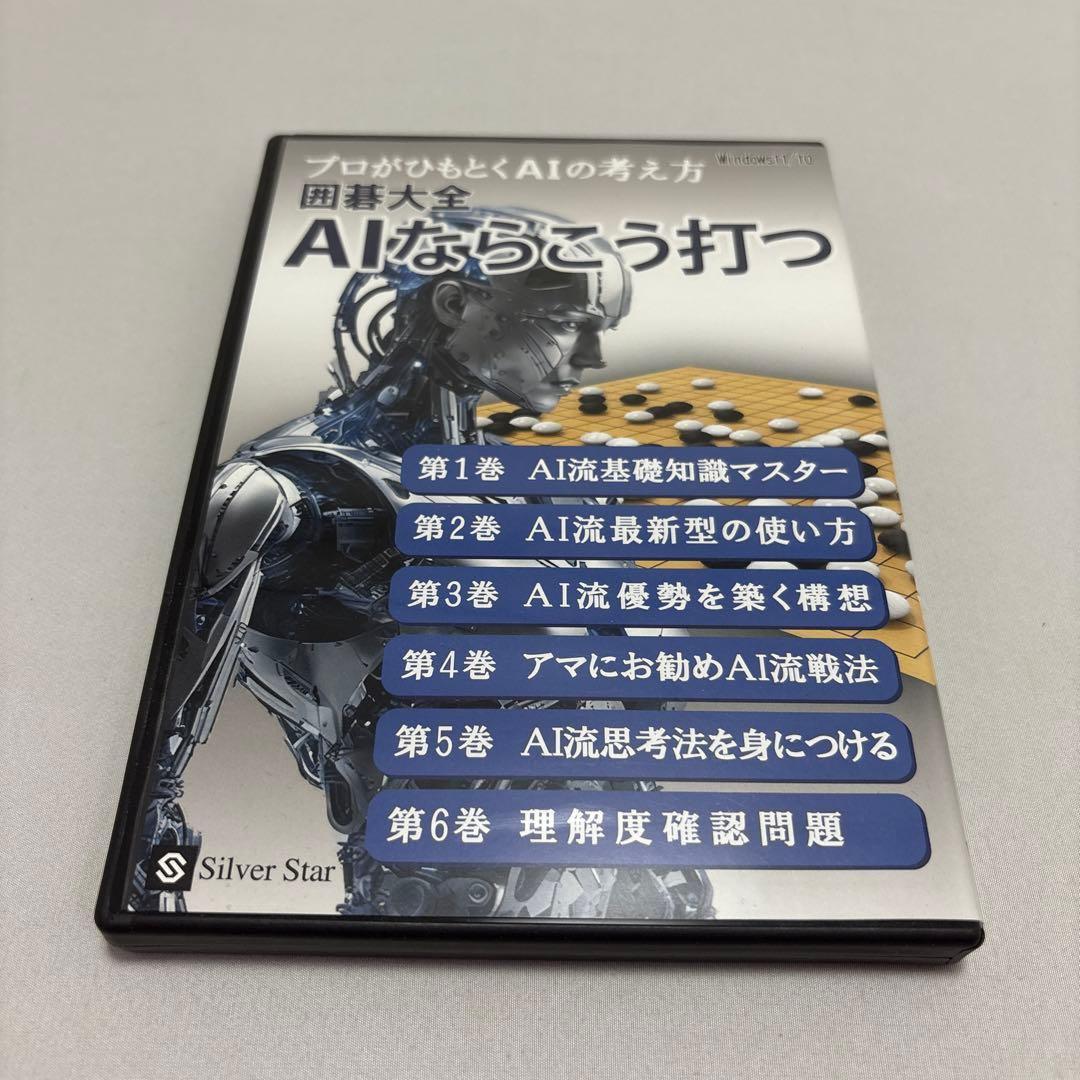 Windows11/10
プロがひもとくAIの考え方
囲碁大全
AIならこう打つ
第1巻 AI流基礎知識マスター
第2巻 AI流最新型の使い方
第3巻 AI流優勢を築く構想
第4巻 アマにお勧めAI流戦法
第5巻 AI流思考法を身につける
第6巻 理解度確認問題
Silver Star